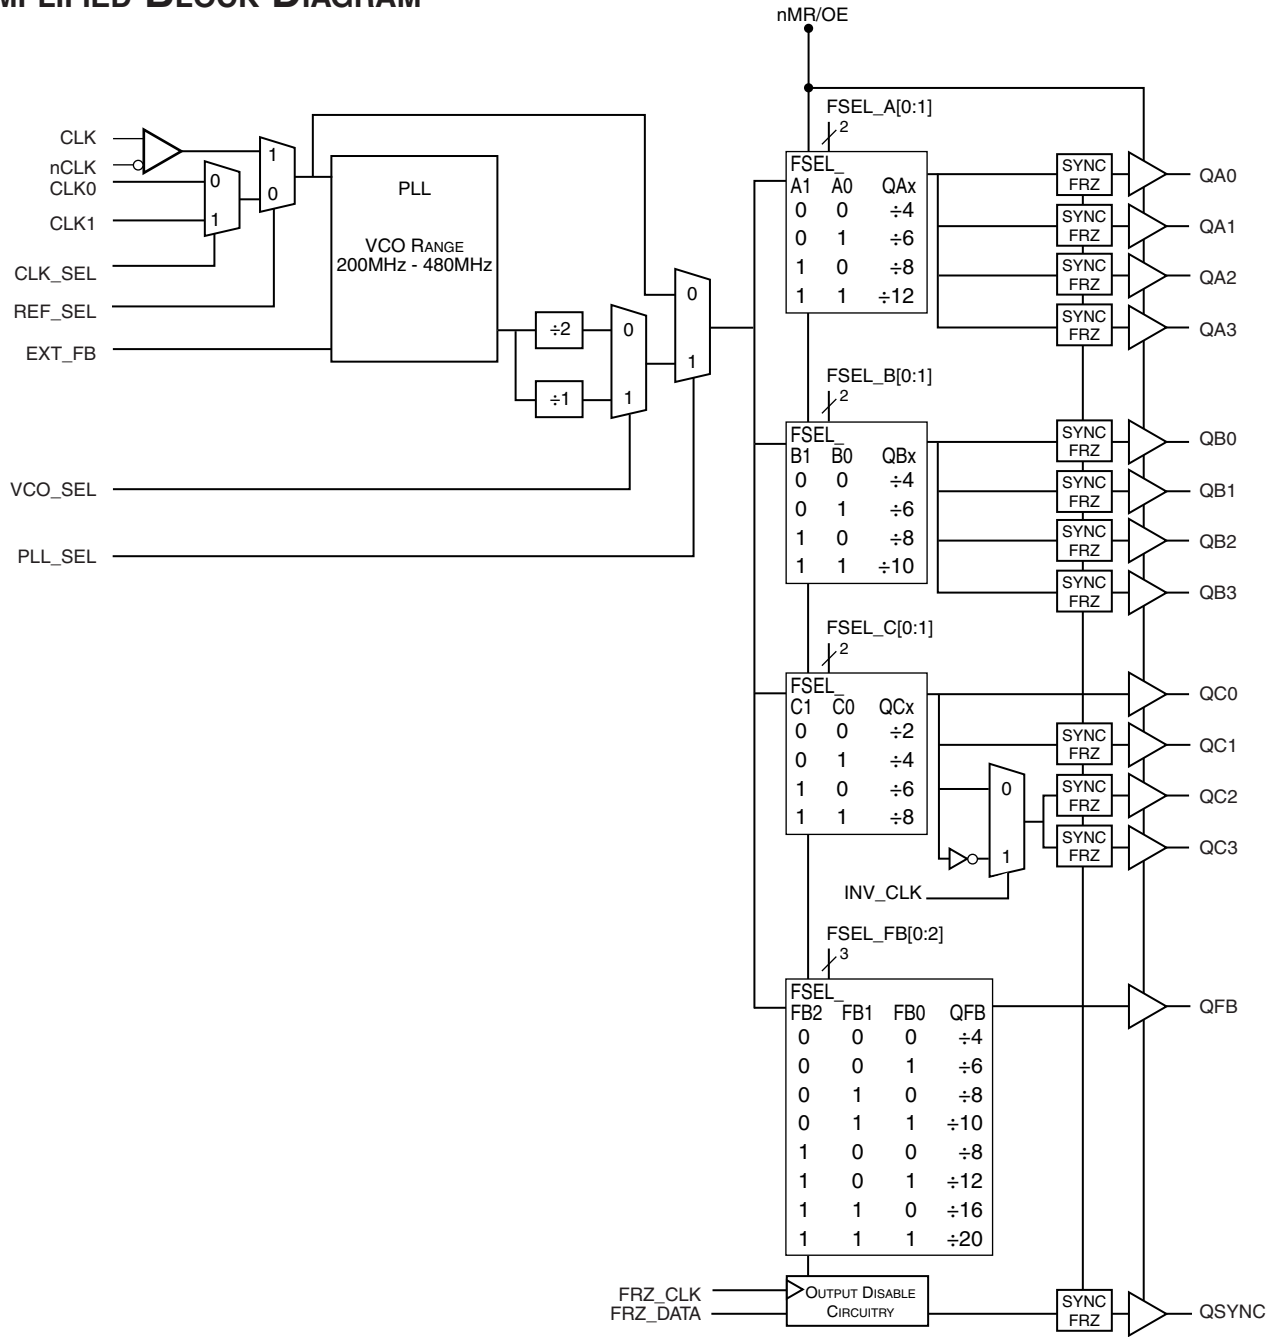 MPLIFIED BLOCK DIAGRAM
nMR/OE
CLK
nCLK
CLK0
CLK1
CLK_SEL
REF_SEL
EXT_FB
VCO_SEL
PLL_SEL
1
0
0
1
PLL
VCO RANGE
200MHz - 480MHz
÷2
÷1
0
1
0
1
FSEL_A[0:1]
2
FSEL_
A1 A0 QAx
0 0 ÷4
0 1 ÷6
1 0 ÷8
1 1 ÷12
SYNC
FRZ
QA0
SYNC
FRZ
QA1
SYNC
FRZ
QA2
SYNC
FRZ
QA3
FSEL_B[0:1]
2
FSEL_
B1 B0 QBx
0 0 ÷4
0 1 ÷6
1 0 ÷8
1 1 ÷10
SYNC
FRZ
QB0
SYNC
FRZ
QB1
SYNC
FRZ
QB2
SYNC
FRZ
QB3
FSEL_C[0:1]
2
FSEL_
C1 C0 QCx
0 0 ÷2
0 1 ÷4
1 0 ÷6
1 1 ÷8
QC0
SYNC
FRZ
QC1
0
1
SYNC
FRZ
QC2
SYNC
FRZ
QC3
INV_CLK
FSEL_FB[0:2]
3
FSEL_
FB2 FB1 FB0 QFB
0 0 0 ÷4
0 0 1 ÷6
0 1 0 ÷8
0 1 1 ÷10
1 0 0 ÷8
1 0 1 ÷12
1 1 0 ÷16
1 1 1 ÷20
QFB
FRZ_CLK
FRZ_DATA
OUTPUT DISABLE
CIRCUITRY
SYNC
FRZ
QSYNC